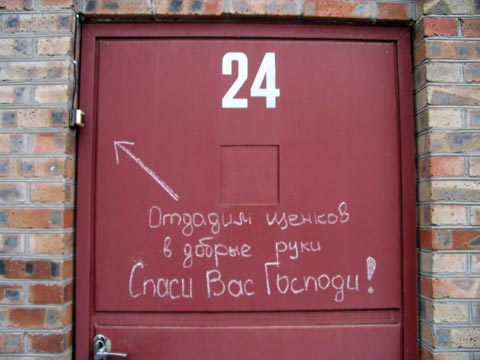 24
Отдадим щенков
в добрые руки
Спаси Вас Господи!